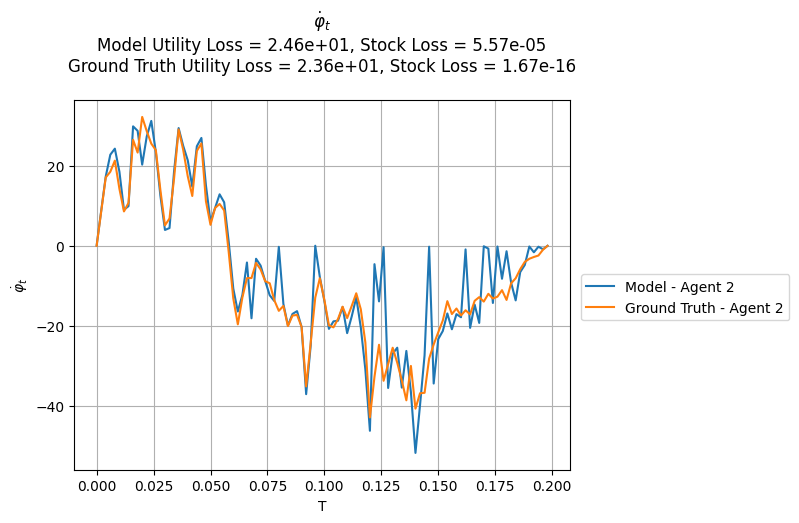 φ̇ₜ
Model Utility Loss = 2.46e+01, Stock Loss = 5.57e-05
Ground Truth Utility Loss = 2.36e+01, Stock Loss = 1.67e-16
20
0
−20
−40
φ̇ₜ
0.000 0.025 0.050 0.075 0.100 0.125 0.150 0.175 0.200
T
Model - Agent 2
Ground Truth - Agent 2